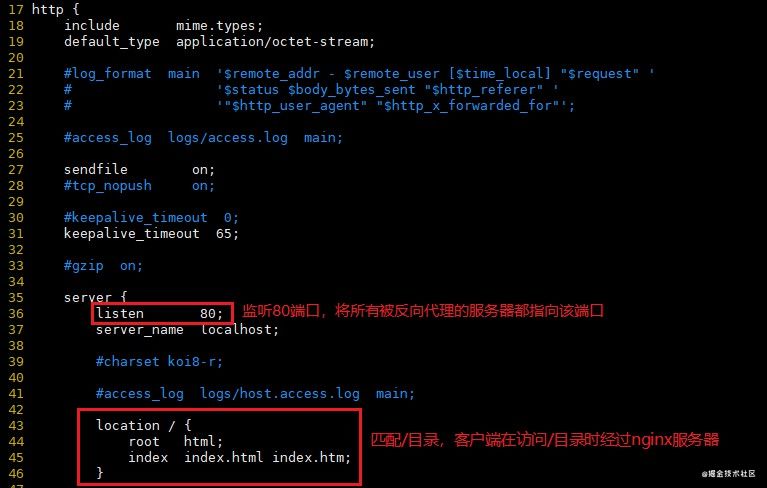 17 http {
18     include       mime.types;
19     default_type  application/octet-stream;
20
21     #log_format  main  '$remote_addr - $remote_user [$time_local] "$request" '
22     #                  '$status $body_bytes_sent "$http_referer" '
23     #                  '"$http_user_agent" "$http_x_forwarded_for"';
24
25     #access_log  logs/access.log  main;
26
27     sendfile        on;
28     #tcp_nopush     on;
29
30     #keepalive_timeout  0;
31     keepalive_timeout  65;
32
33     #gzip  on;
34
35     server {
36         listen       80; 监听80端口，将所有被反向代理的服务器都指向该端口
37         server_name  localhost;
38
39         #charset koi8-r;
40
41         #access_log  logs/host.access.log  main;
42
43         location / {
44             root   html; 匹配/目录，客户端在访问/目录时经过nginx服务器
45             index  index.html index.htm;
46         }
47
@掘金技术社区